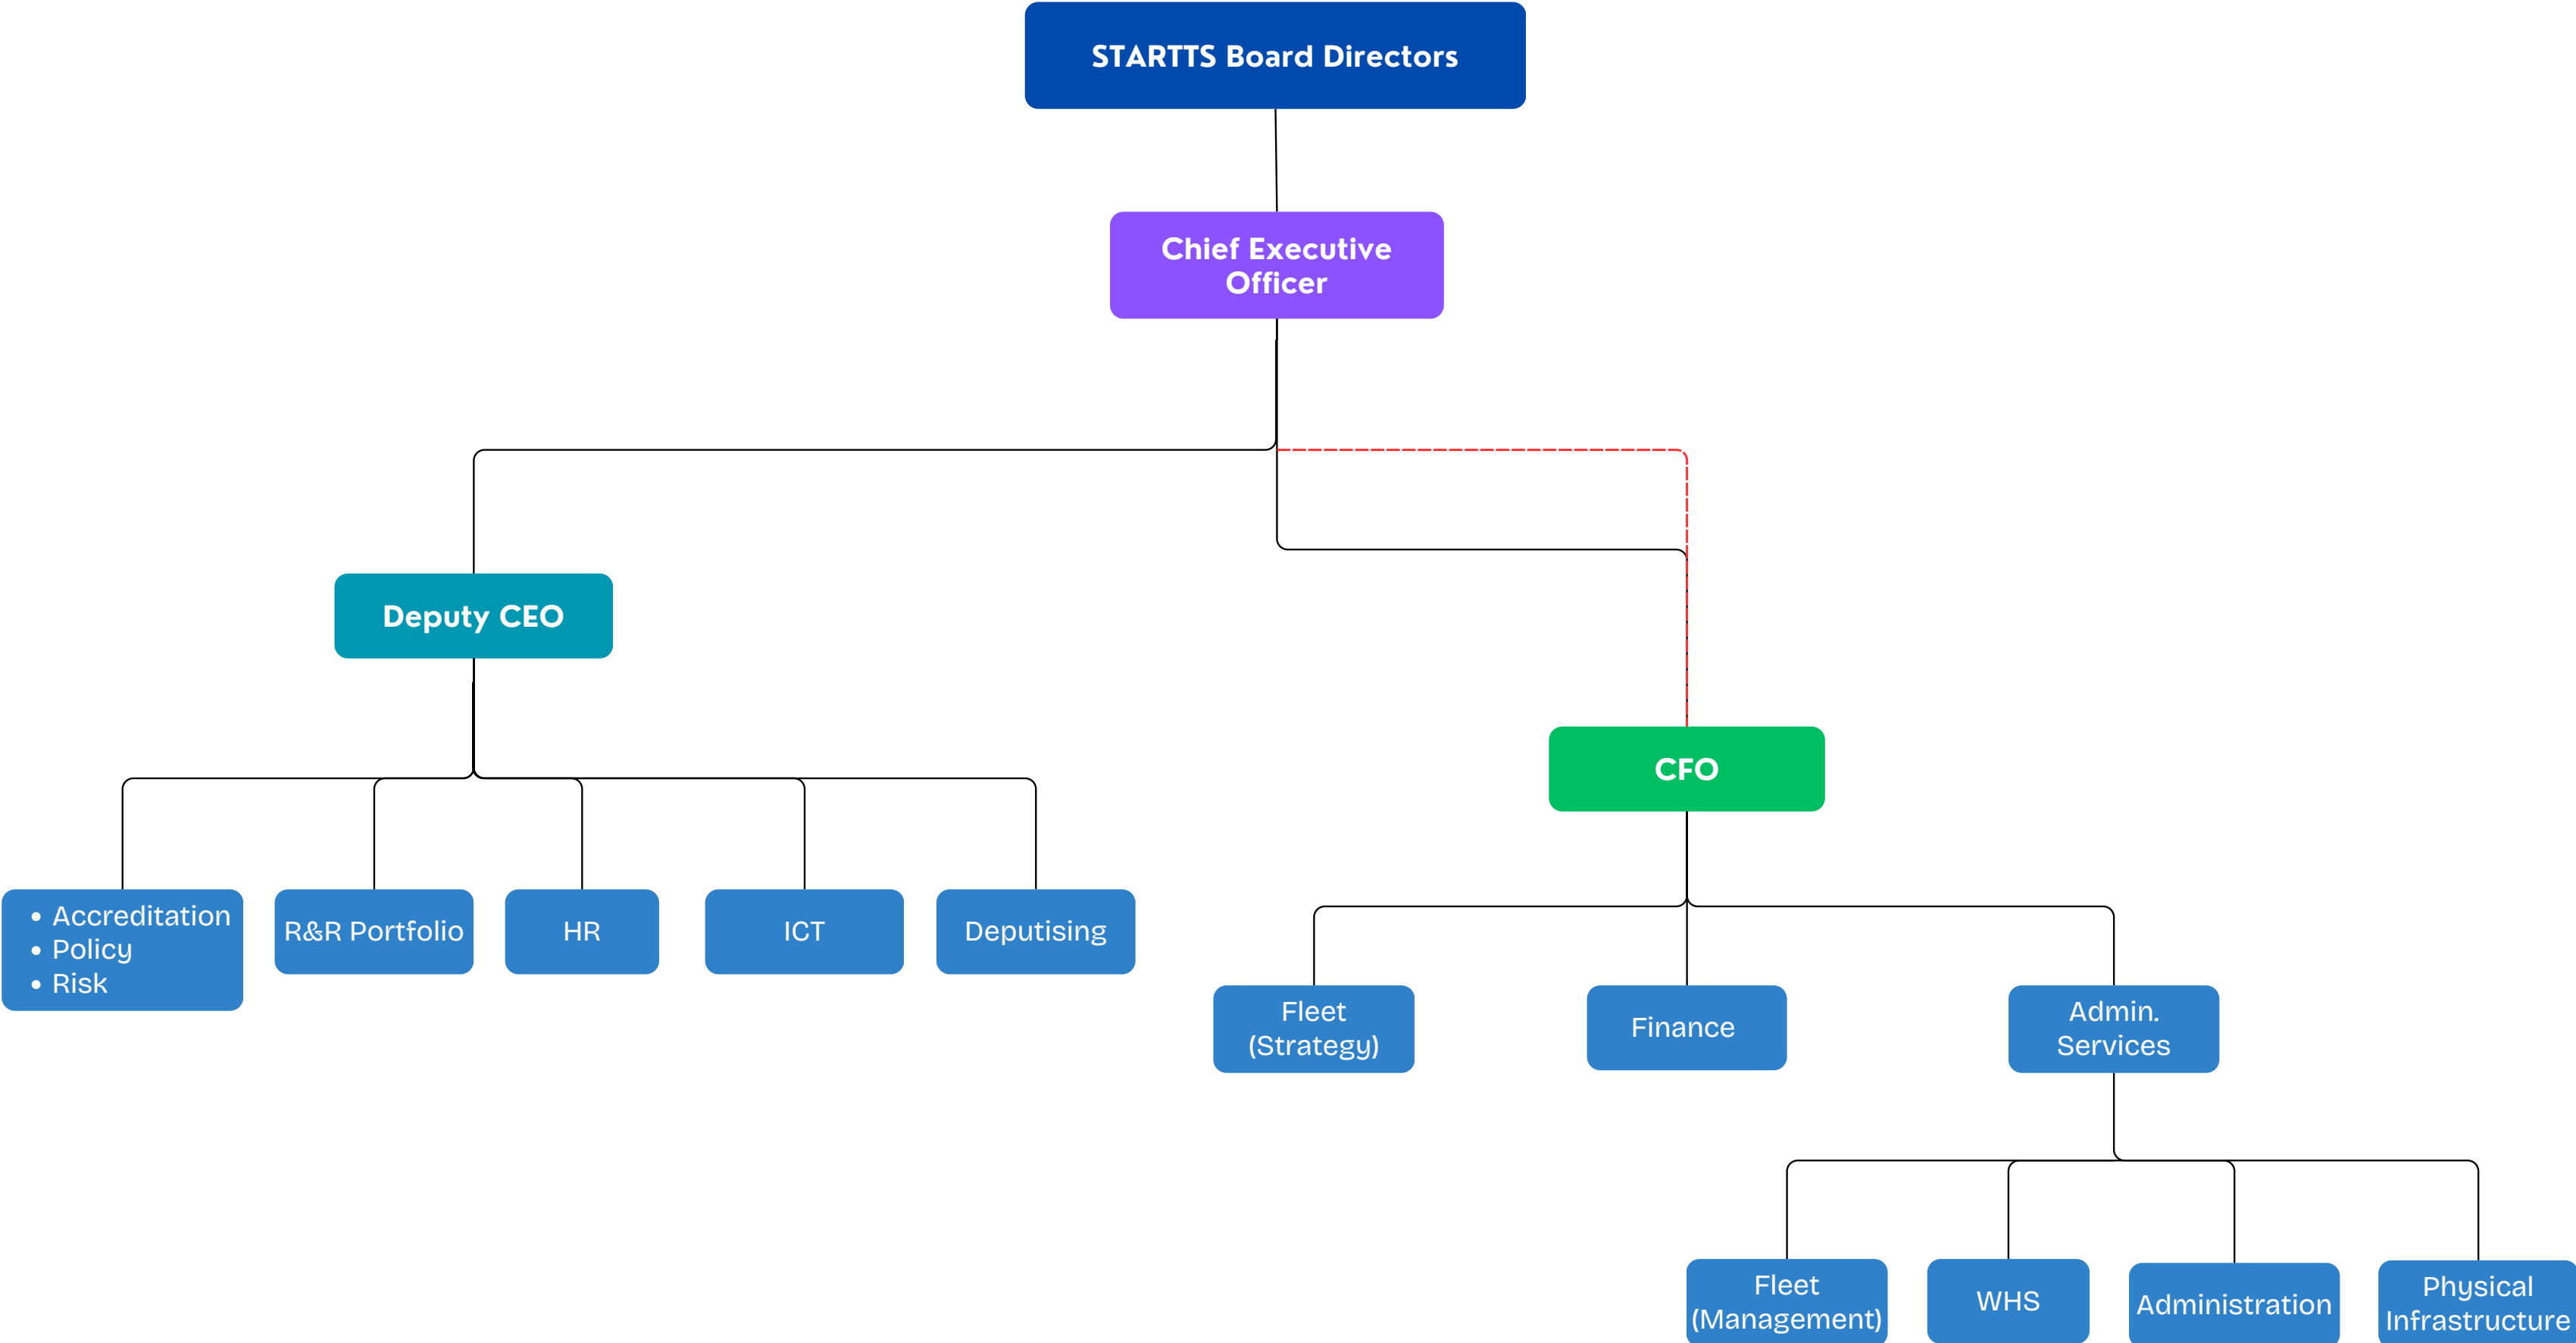 STARTTS Board Directors
Chief Executive
Officer
Deputy CEO
CFO
• Accreditation
• Policy
• Risk
R&R Portfolio
HR
ICT
Deputising
Fleet
(Strategy)
Finance
Admin.
Services
Fleet
(Management)
WHS
Administration
Physical
Infrastructure